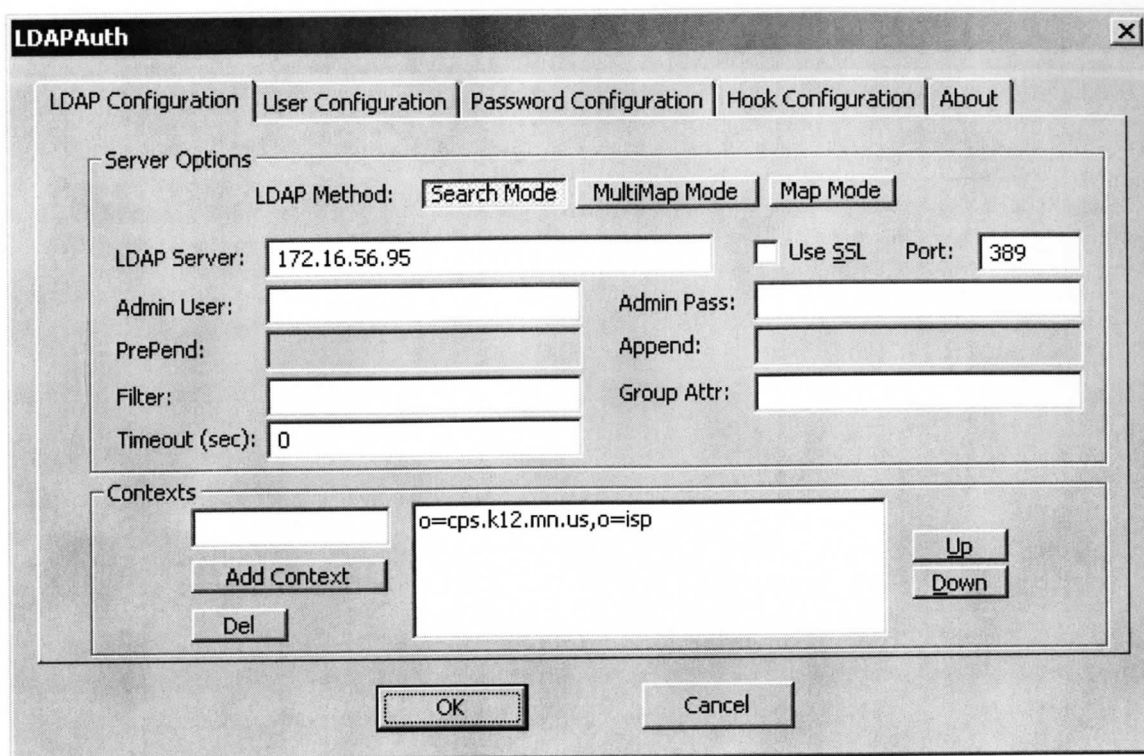 LDAPAuth
LDAP Configuration User Configuration Password Configuration Hook Configuration About
Server Options
LDAP Method: Search Mode MultiMap Mode Map Mode
LDAP Server: 172.16.56.95 Use SSL Port: 389
Admin User: Admin Pass:
PrePend: Append:
Filter: Group Attr:
Timeout (sec): 0
Contexts
o=cps.k12.mn.us,o=isp
Add Context
Up
Down
Del
OK Cancel